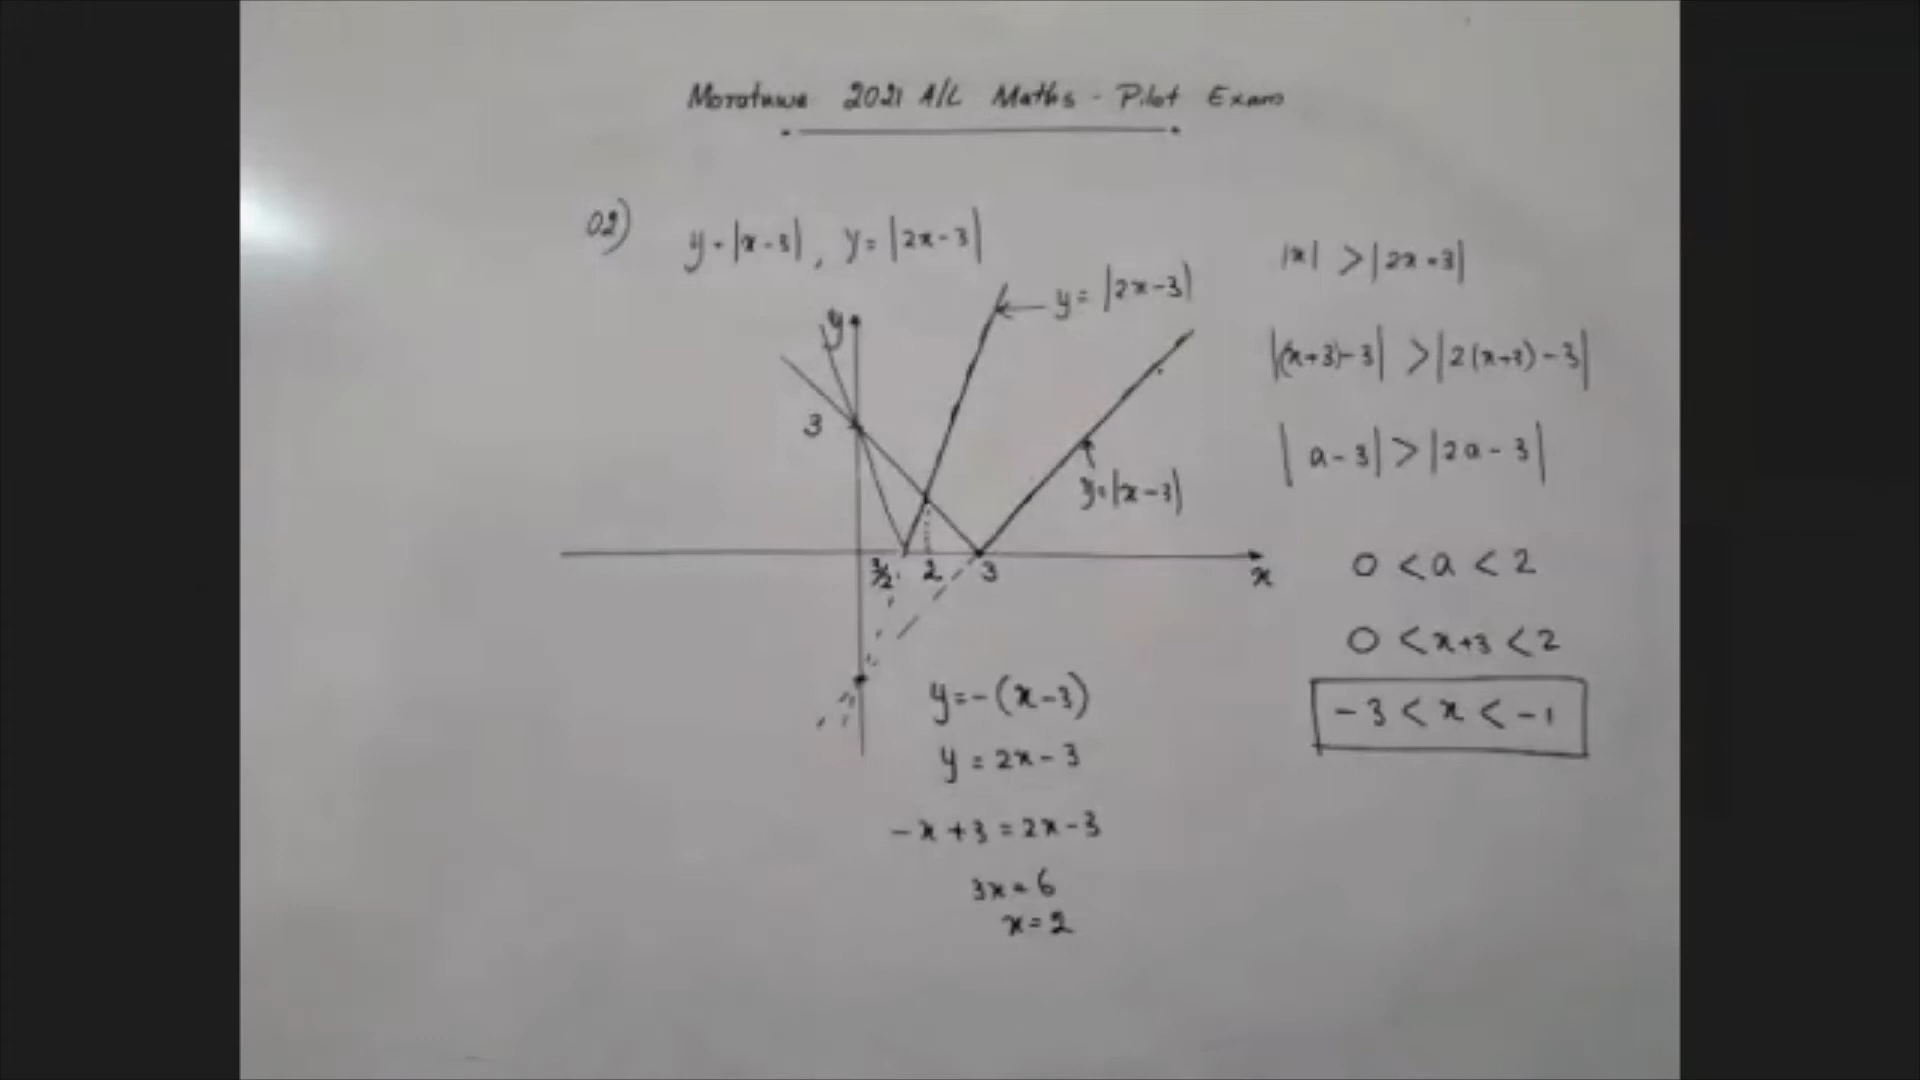 Moratuwa 2021 A/L Maths - Pilot Exam
02) y = |x - 3| , y = |2x - 3|
y = |2x - 3|
y
3
y = |x - 3|
3/2 2 3 x
y = -(x - 3)
y = 2x - 3
-x + 3 = 2x - 3
3x = 6
x = 2
|x| > |2x + 3|
|(x+3) - 3| > |2(x+3) - 3|
|a - 3| > |2a - 3|
0 < a < 2
0 < x+3 < 2
-3 < x < -1